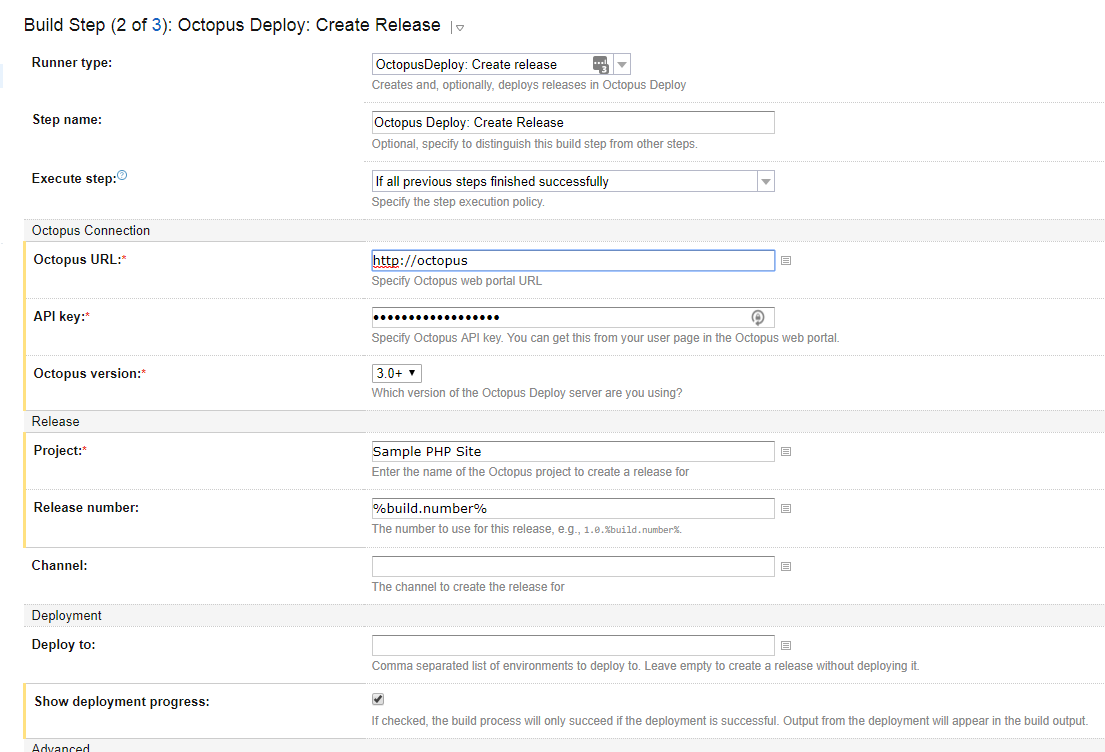 Build Step (2 of 3): Octopus Deploy: Create Release
Runner type:
OctopusDeploy: Create release
3
Creates and, optionally, deploys releases in Octopus Deploy
Step name:
Octopus Deploy: Create Release
Optional, specify to distinguish this build step from other steps.
Execute step:?
If all previous steps finished successfully
Specify the step execution policy.
Octopus Connection
Octopus URL:*
http://octopus
Specify Octopus web portal URL
API key:*
••••••••••••••••••
Specify Octopus API key. You can get this from your user page in the Octopus web portal.
Octopus version:*
3.0+
Which version of the Octopus Deploy server are you using?
Release
Project:*
Sample PHP Site
Enter the name of the Octopus project to create a release for
Release number:
%build.number%
The number to use for this release, e.g., 1.0.%build.number%.
Channel:
The channel to create the release for
Deployment
Deploy to:
Comma separated list of environments to deploy to. Leave empty to create a release without deploying it.
Show deployment progress:
If checked, the build process will only succeed if the deployment is successful. Output from the deployment will appear in the build output.
Advanced